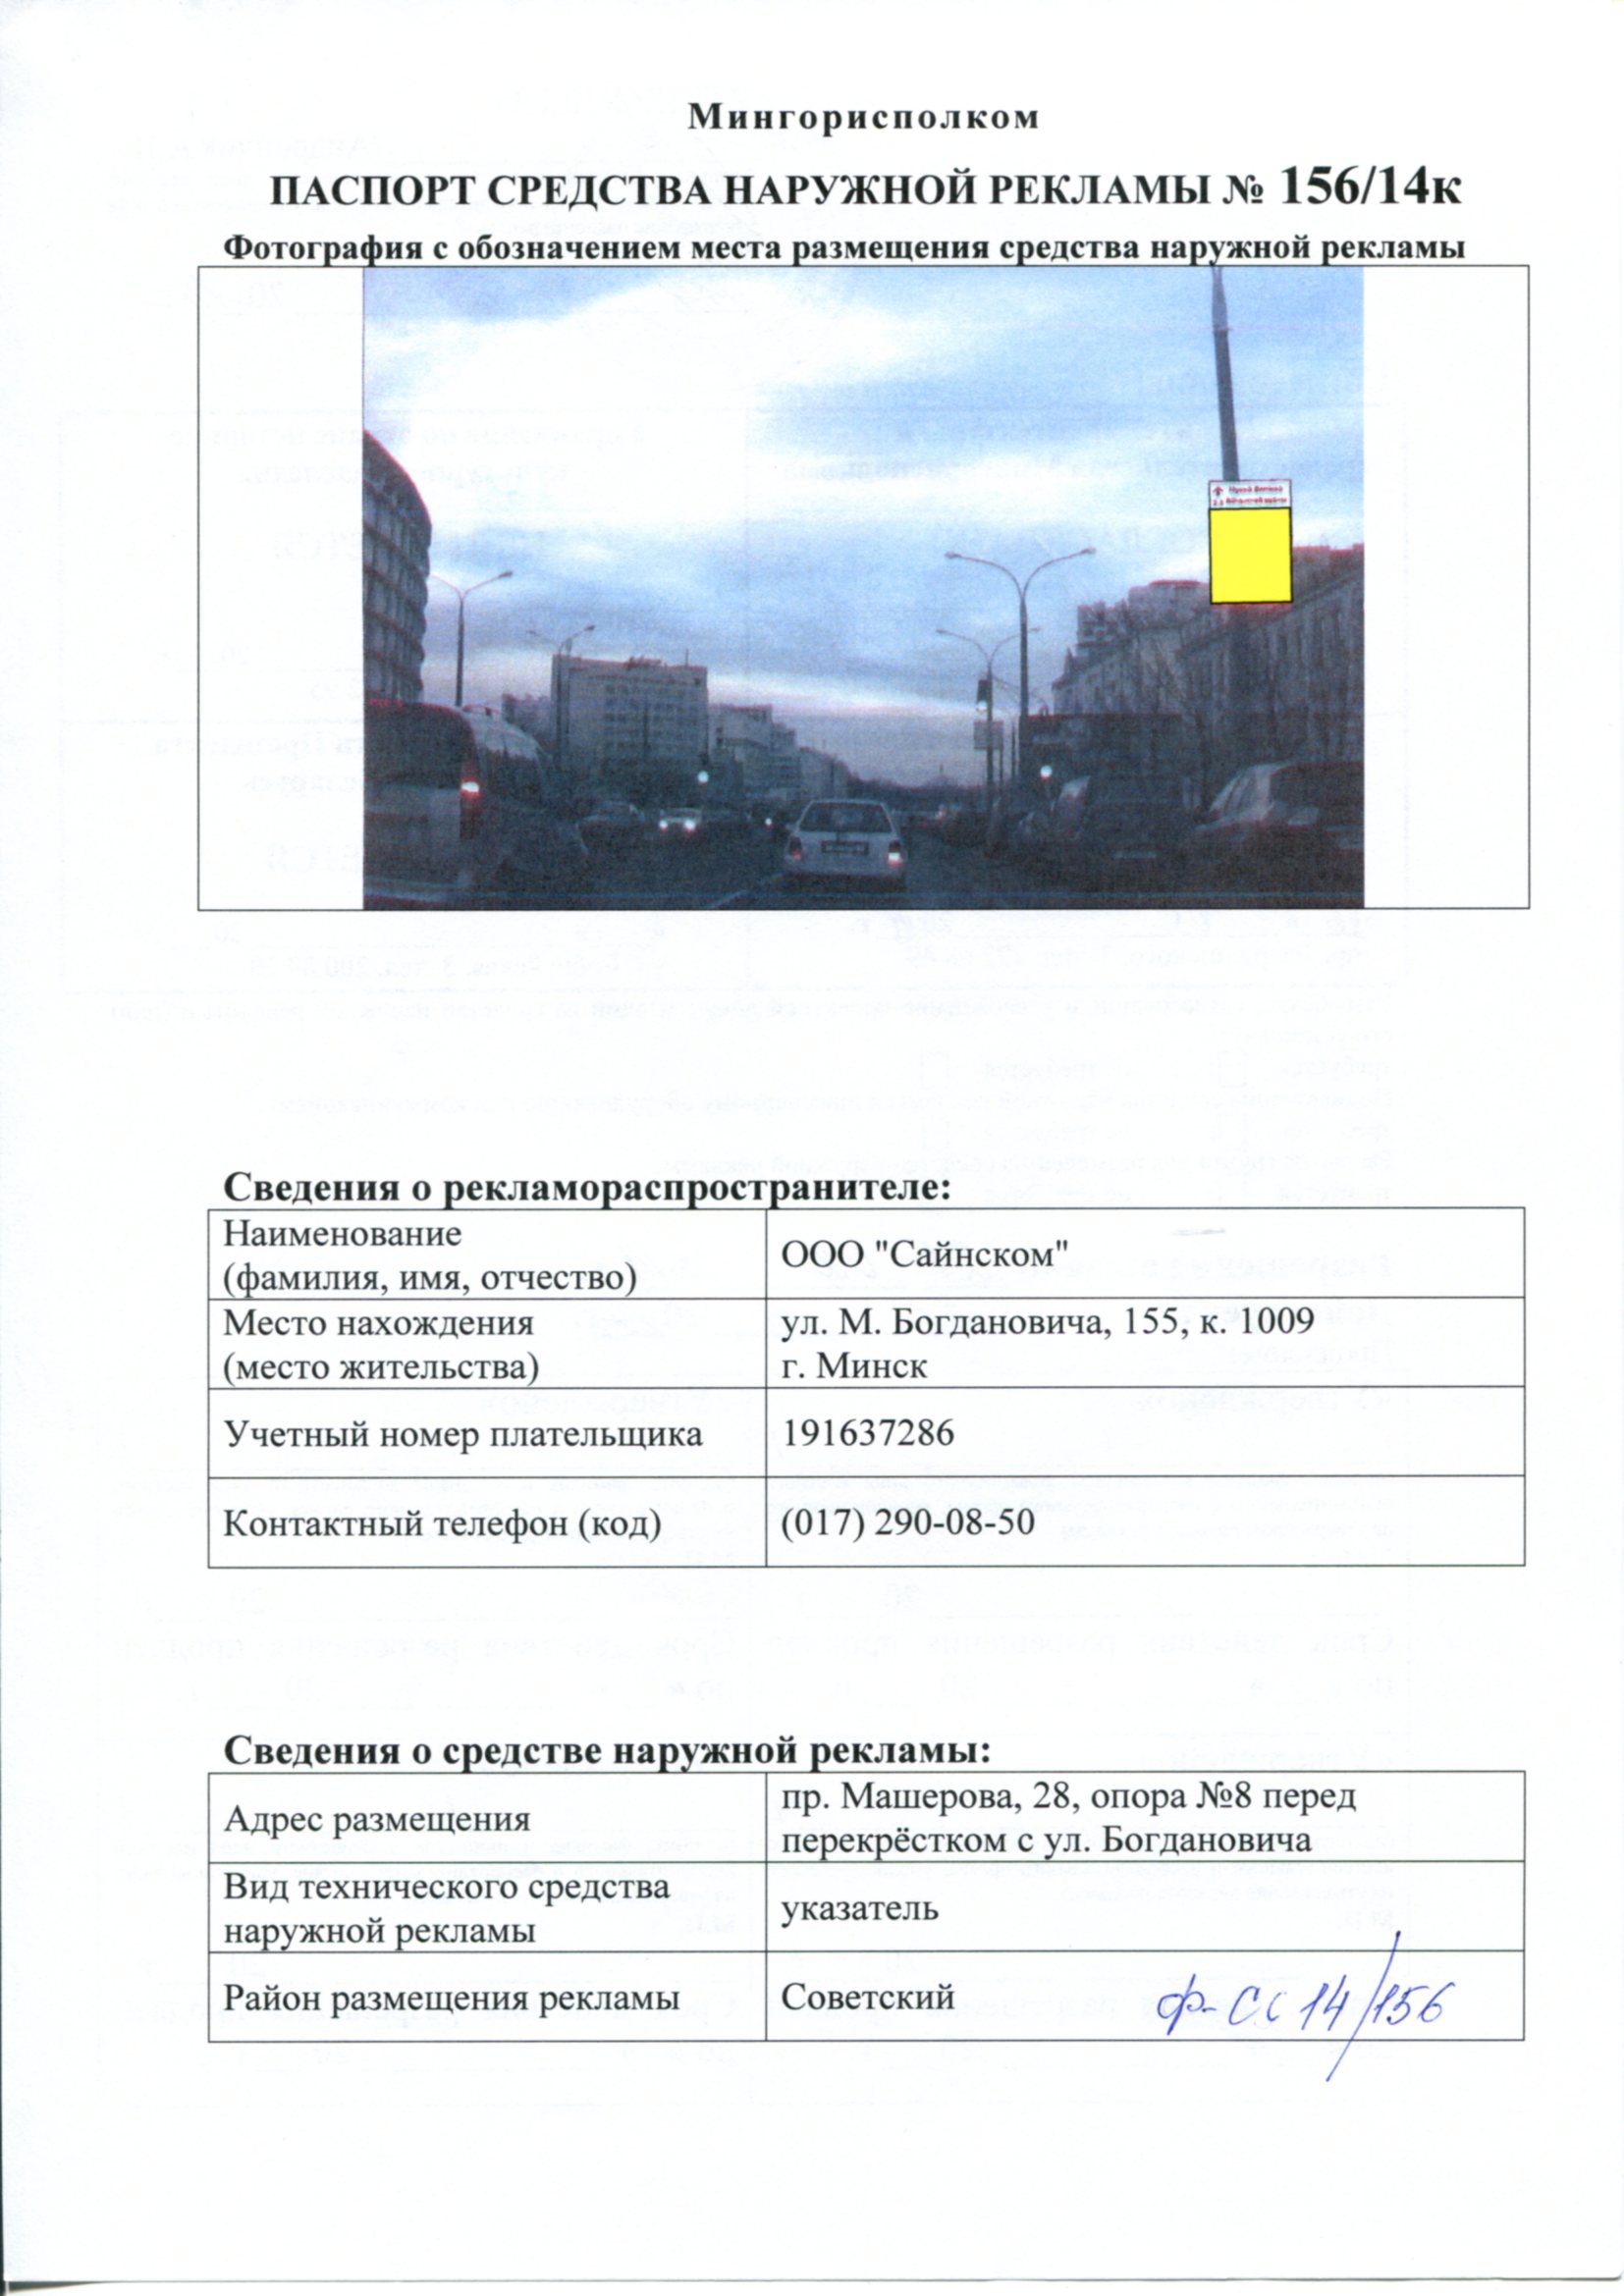 Мингорисполком
ПАСПОРТ СРЕДСТВА НАРУЖНОЙ РЕКЛАМЫ № 156/14к
Фотография с обозначением места размещения средства наружной рекламы
Сведения о рекламораспространителе:
Наименование
(фамилия, имя, отчество)
ООО "Сайнском"
Место нахождения
(место жительства)
ул. М. Богдановича, 155, к. 1009
г. Минск
Учетный номер плательщика
191637286
Контактный телефон (код)
(017) 290-08-50
Сведения о средстве наружной рекламы:
Адрес размещения
пр. Машерова, 28, опора №8 перед
перекрёстком с ул. Богдановича
Вид технического средства
наружной рекламы
указатель
Район размещения рекламы
Советский
ф-Сс 14/156